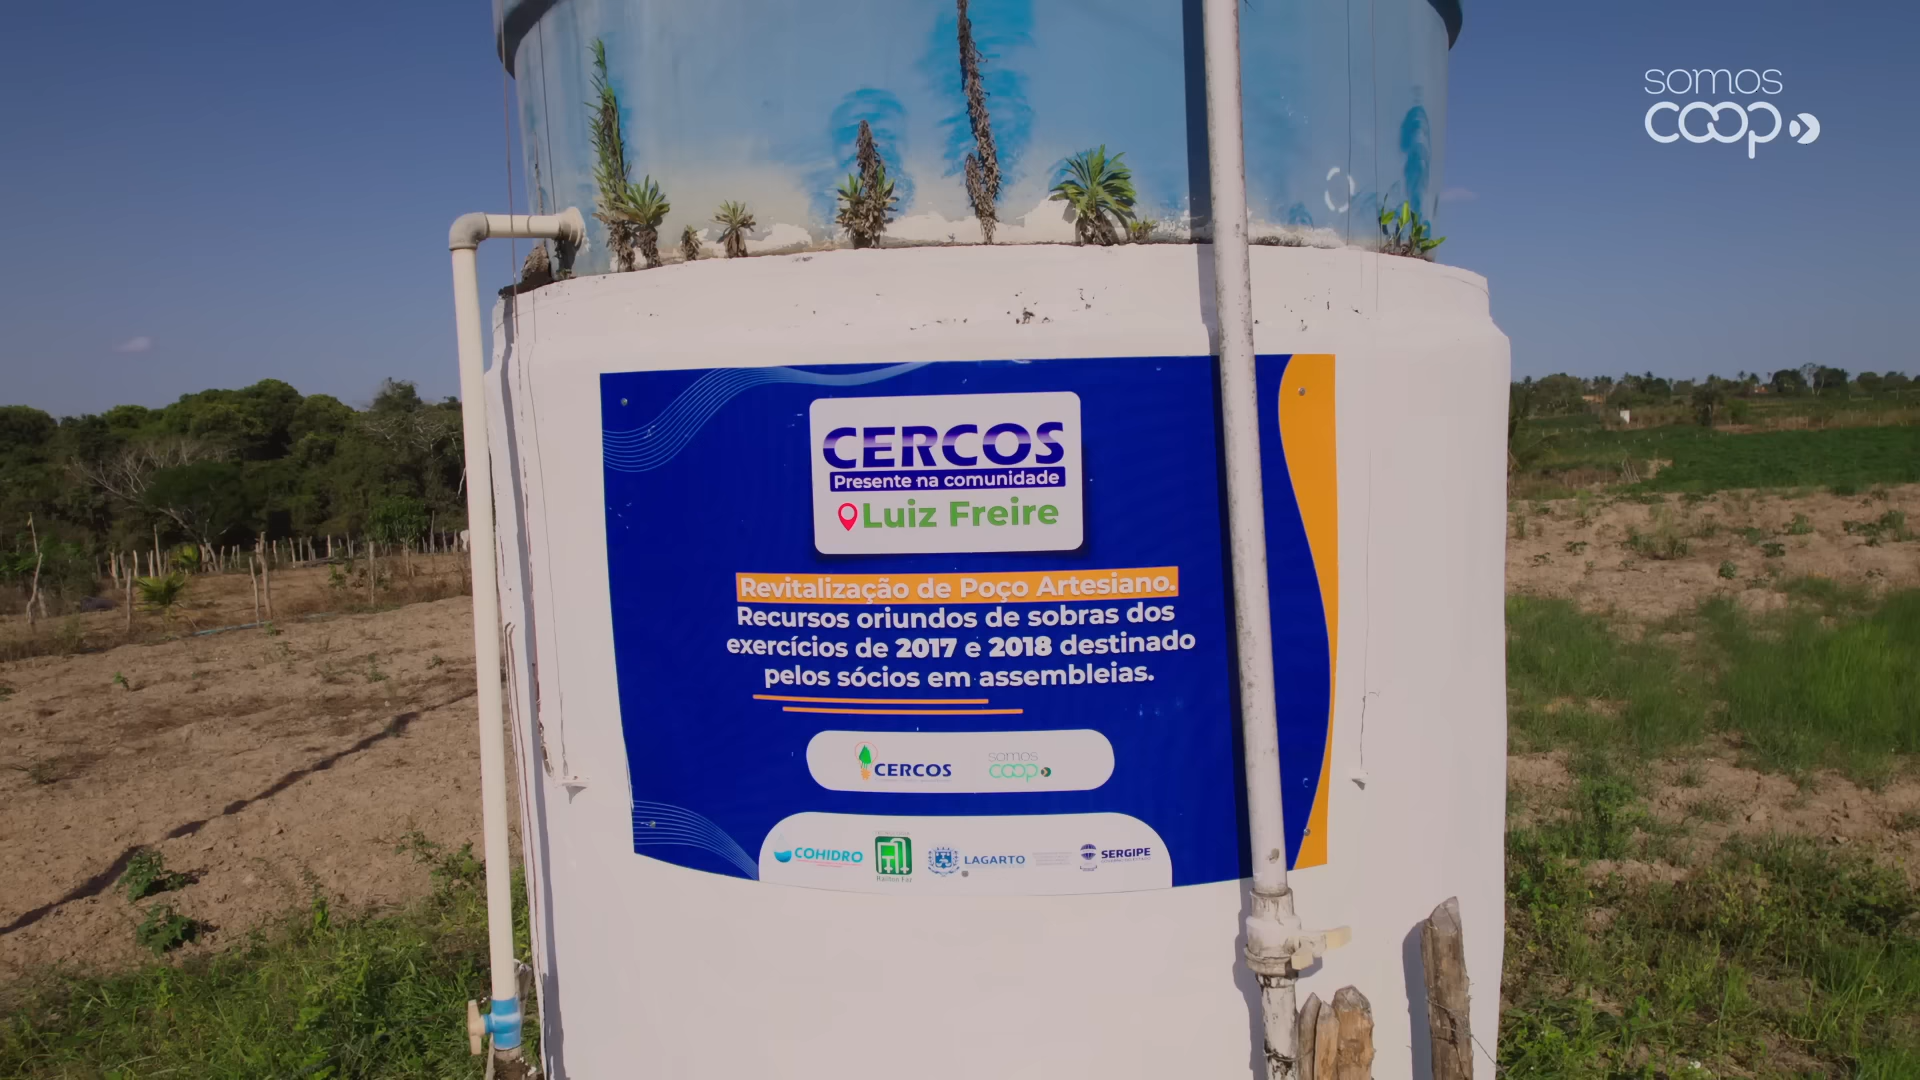 somos
coop
CERCOS
Presente na comunidade
Luiz Freire
Revitalização de Poço Artesiano.
Recursos oriundos de sobras dos
exercícios de 2017 e 2018 destinado
pelos sócios em assembleias.
CERCOS
somos
coop
COHIDRO
LAGARTO
SERGIPE